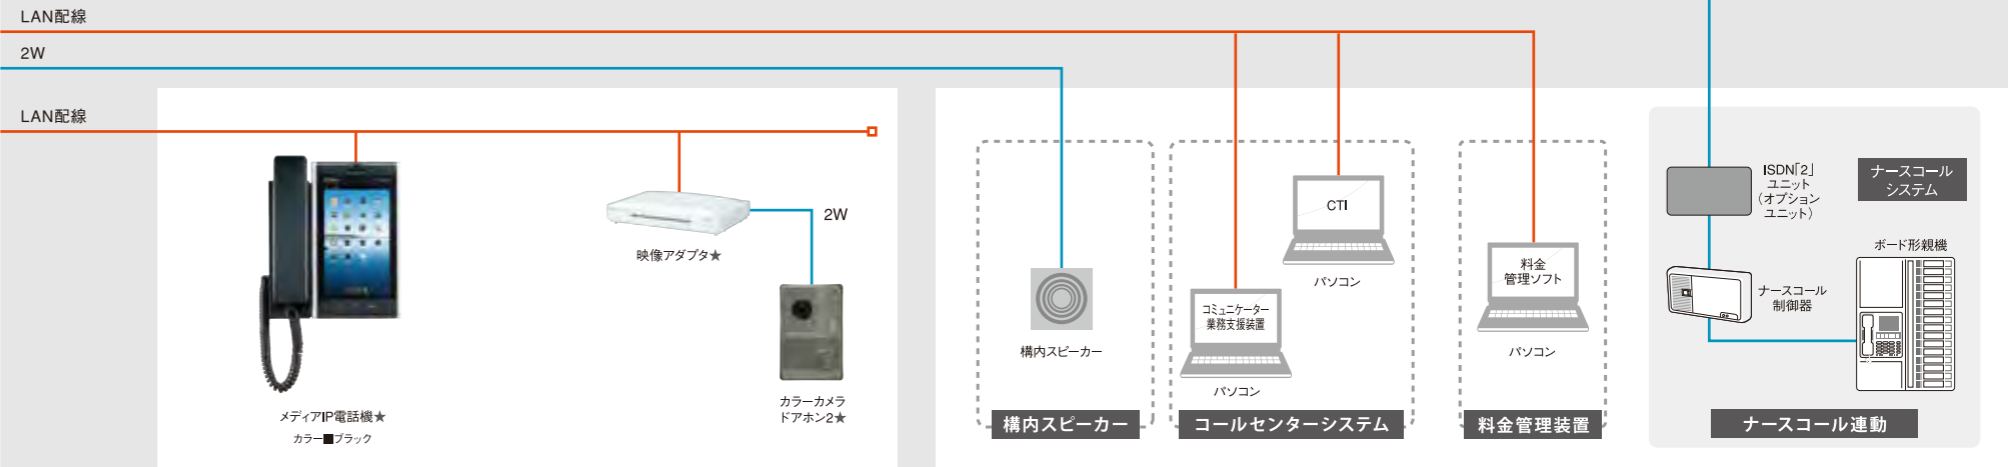 LAN配線
2W
LAN配線
メディアIP電話機★
カラー■ブラック
映像アダプタ★
2W
カラーカメラ
ドアホン2★
構内スピーカー
構内スピーカー
コミュニケーター
業務支援装置
パソコン
CTI
パソコン
コールセンターシステム
料金
管理ソフト
パソコン
料金管理装置
ISDN「2」
ユニット
（オプション
ユニット）
ナースコール
システム
ナースコール
制御器
ボード形親機
ナースコール連動